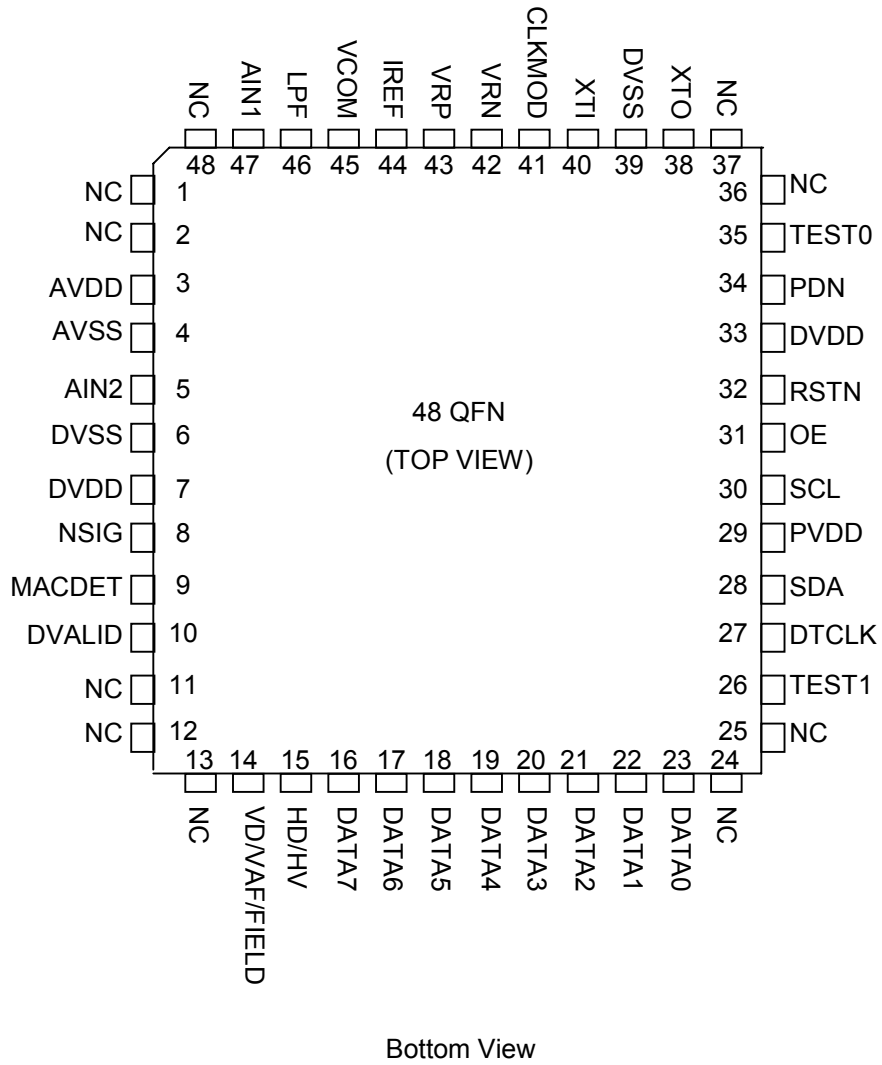 NC AIN1 LPF VCOM IREF VRP VRN CLKMOD XTI DVSS XTO NC
48 47 46 45 44 43 42 41 40 39 38 37
NC 1 36 NC
NC 2 35 TEST0
AVDD 3 34 PDN
AVSS 4 33 DVDD
AIN2 5 32 RSTN
48 QFN
DVSS 6 31 OE
(TOP VIEW)
DVDD 7 30 SCL
NSIG 8 29 PVDD
MACDET 9 28 SDA
DVALID 10 27 DTCLK
NC 11 26 TEST1
NC 12 25 NC
13 14 15 16 17 18 19 20 21 22 23 24
NC VD/VAF/FIELD HD/HV DATA7 DATA6 DATA5 DATA4 DATA3 DATA2 DATA1 DATA0 NC
Bottom View